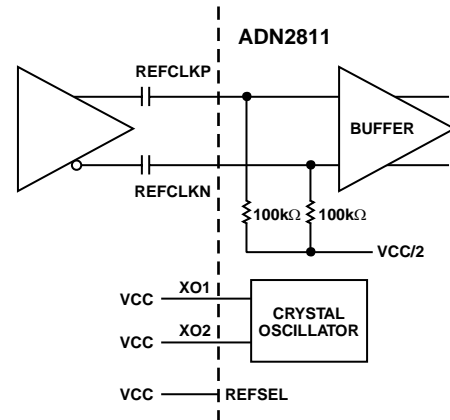 ADN2811
REFCLKP
BUFFER
REFCLKN
100kΩ 100kΩ
VCC/2
VCC XO1
CRYSTAL
OSCILLATOR
VCC XO2
VCC REFSEL